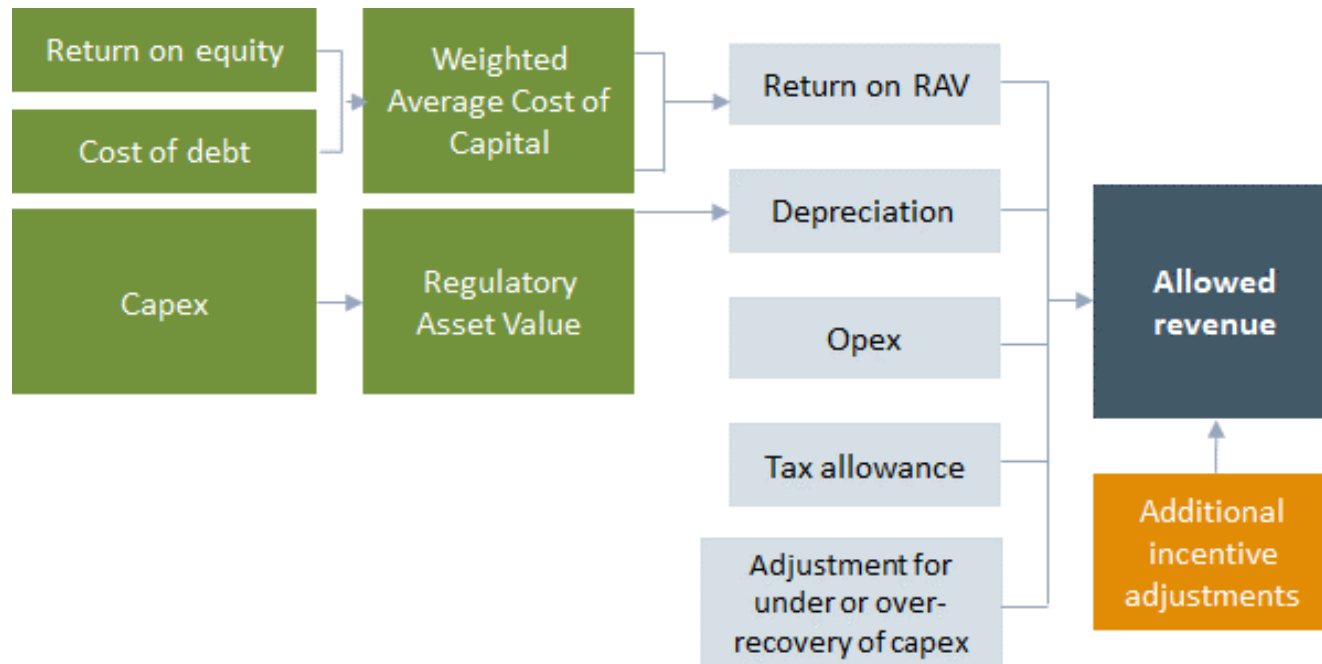 Return on equity
Cost of debt
Weighted
Average Cost of
Capital
Capex
Regulatory
Asset Value
Return on RAV
Depreciation
Opex
Tax allowance
Adjustment for
under or over-
recovery of capex
Allowed
revenue
Additional
incentive
adjustments